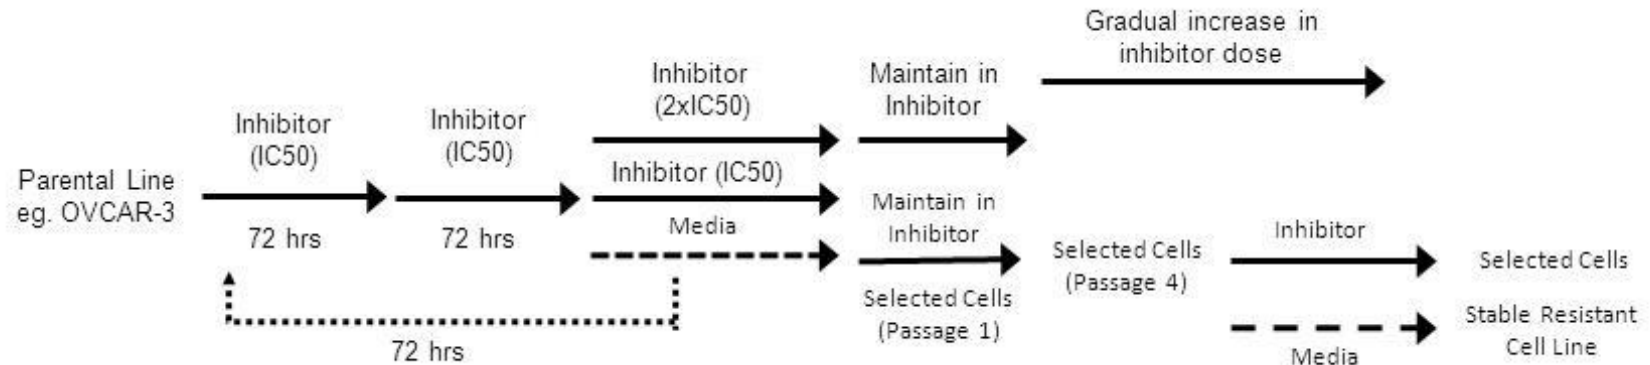 Parental Line
eg. OVCAR-3
Inhibitor
(IC50)
72 hrs
Inhibitor
(IC50)
72 hrs
72 hrs
Inhibitor
(2xIC50)
Inhibitor (IC50)
Media
Maintain in
Inhibitor
Gradual increase in
inhibitor dose
Maintain in
Inhibitor
Selected Cells
(Passage 1)
Selected Cells
(Passage 4)
Inhibitor
Media
Selected Cells
Stable Resistant
Cell Line